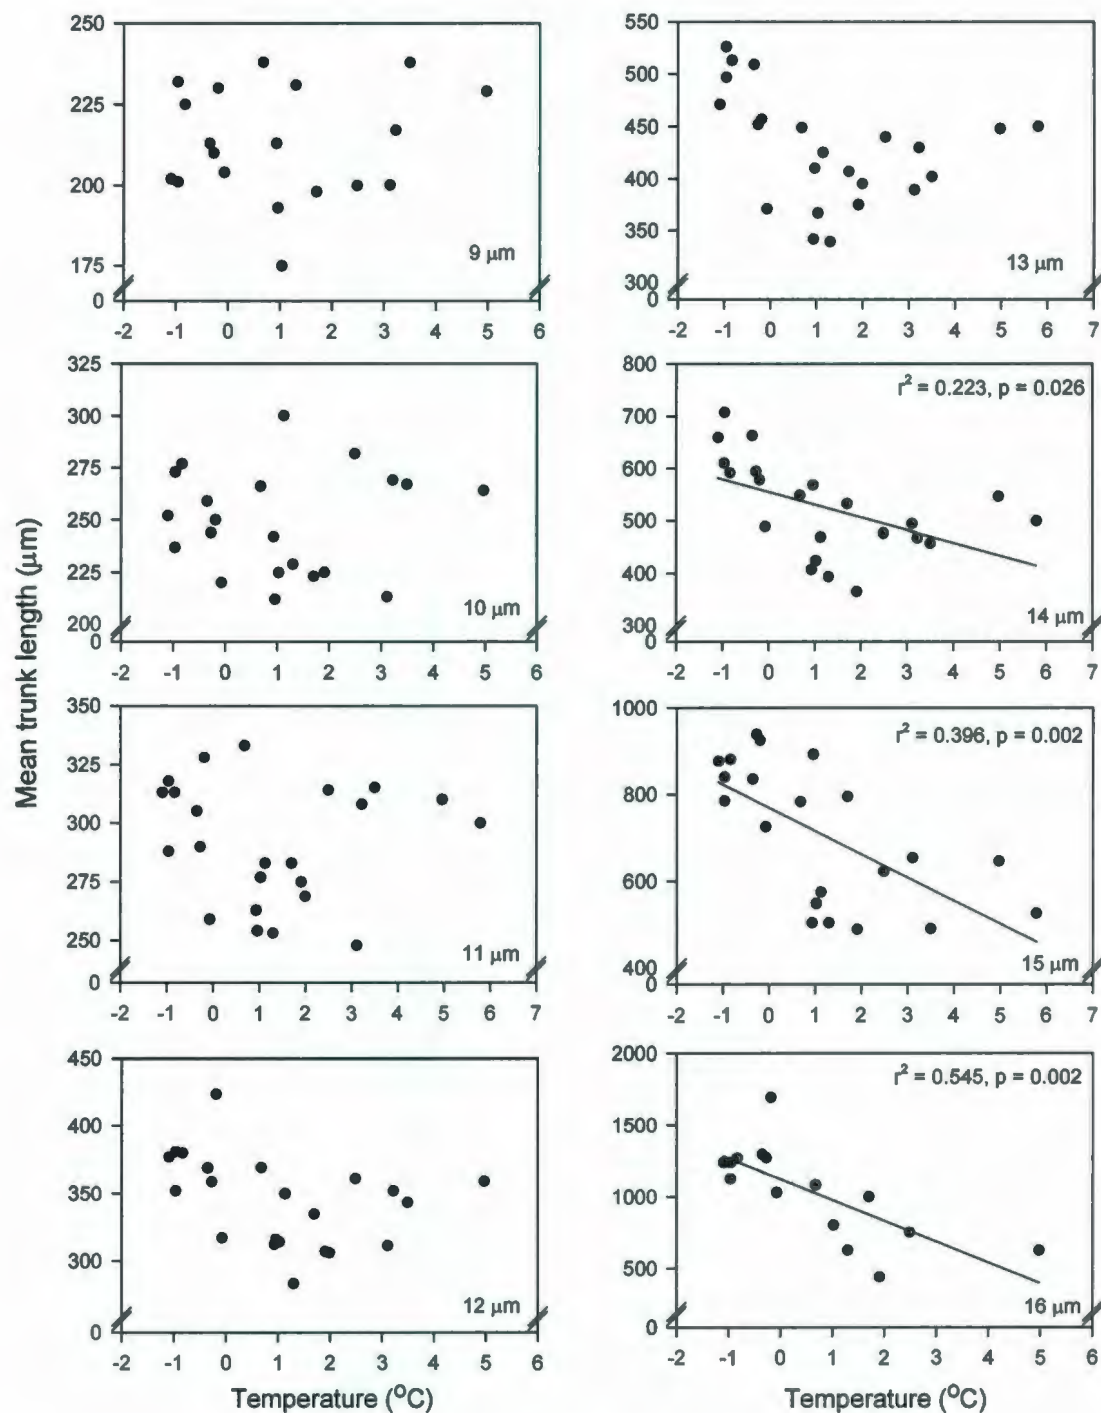 Mean trunk length (μm)
250
225
200
175
0
9 μm
-2 -1 0 1 2 3 4 5 6
325
300
275
250
225
200
0
10 μm
-2 -1 0 1 2 3 4 5 6
350
325
300
275
250
0
11 μm
-2 -1 0 1 2 3 4 5 6 7
450
400
350
300
0
12 μm
-2 -1 0 1 2 3 4 5 6
Temperature (°C)
550
500
450
400
350
300
0
13 μm
-2 -1 0 1 2 3 4 5 6 7
800
700
600
500
400
300
0
r² = 0.223, p = 0.026
14 μm
-2 -1 0 1 2 3 4 5 6 7
1000
800
600
400
0
r² = 0.396, p = 0.002
15 μm
-2 -1 0 1 2 3 4 5 6 7
2000
1500
1000
500
0
r² = 0.545, p = 0.002
16 μm
-2 -1 0 1 2 3 4 5 6
Temperature (°C)